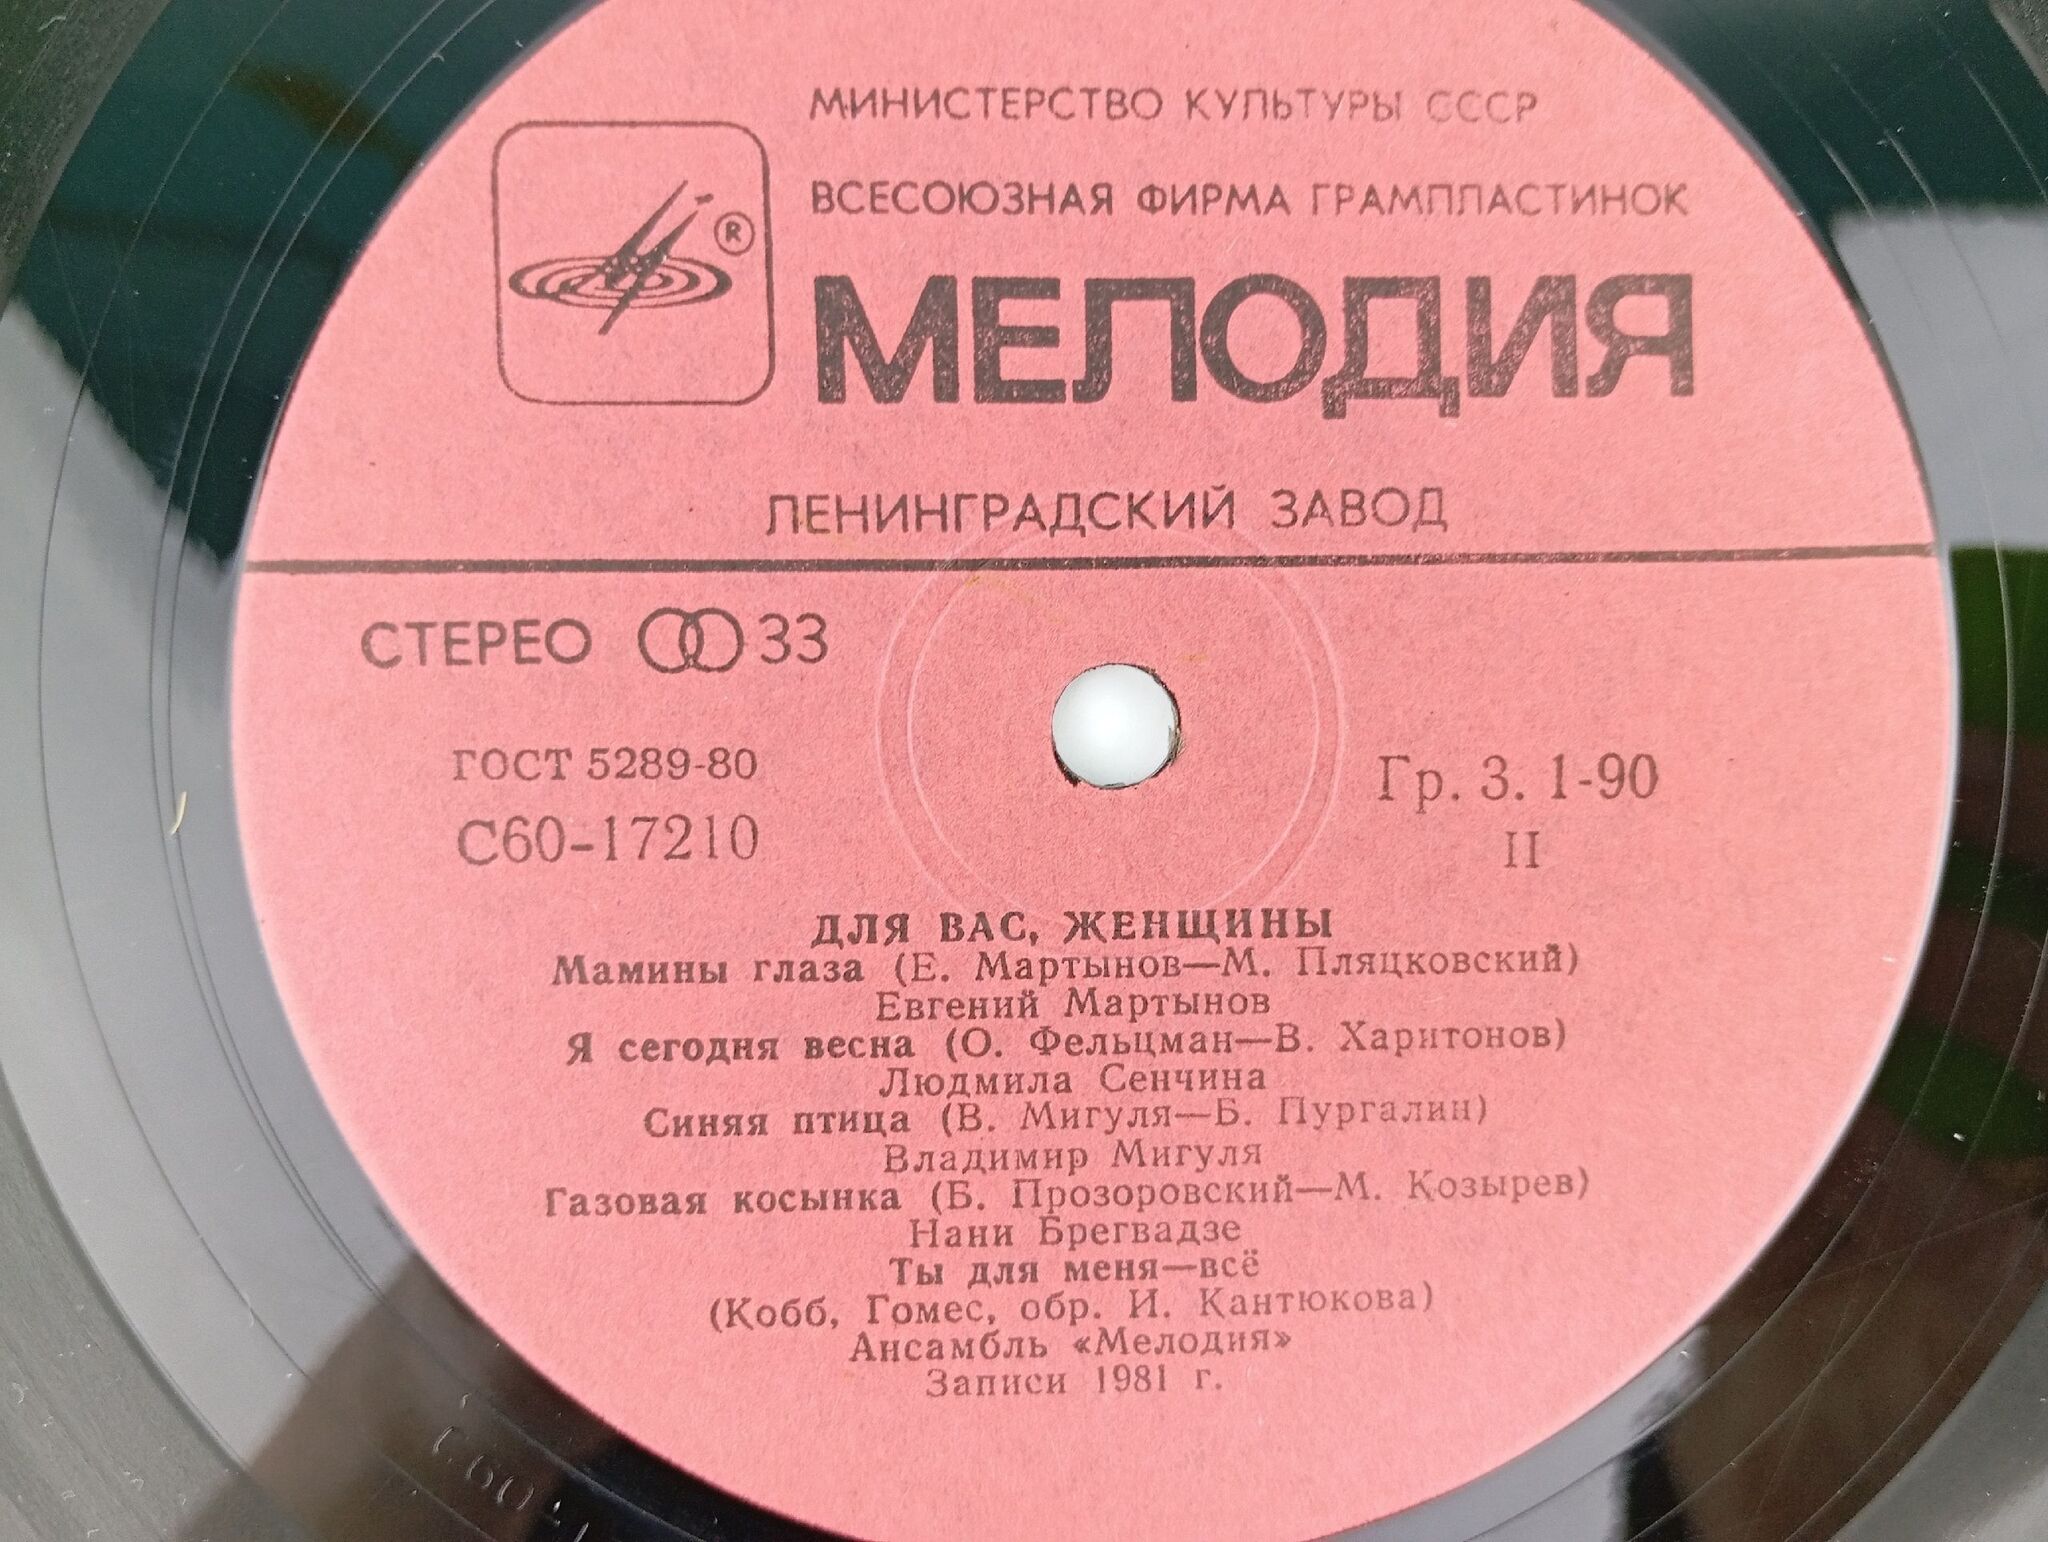 МИНИСТЕРСТВО КУЛЬТУРЫ СССР
ВСЕСОЮЗНАЯ ФИРМА ГРАМПЛАСТИНОК
®
МЕЛОДИЯ
ЛЕНИНГРАДСКИЙ ЗАВОД
СТЕРЕО 33
ГОСТ 5289-80
Гр. 3. 1-90
С60-17210
II
ДЛЯ ВАС, ЖЕНЩИНЫ
Мамины глаза (Е. Мартынов—М. Пляцковский)
Евгений Мартынов
Я сегодня весна (О. Фельцман—В. Харитонов)
Людмила Сенчина
Синяя птица (В. Мигуля—Б. Пургалин)
Владимир Мигуля
Газовая косынка (Б. Прозоровский—М. Козырев)
Нани Брегвадзе
Ты для меня—всё
(Кобб, Гомес, обр. И. Кантюкова)
Ансамбль «Мелодия»
Записи 1981 г.